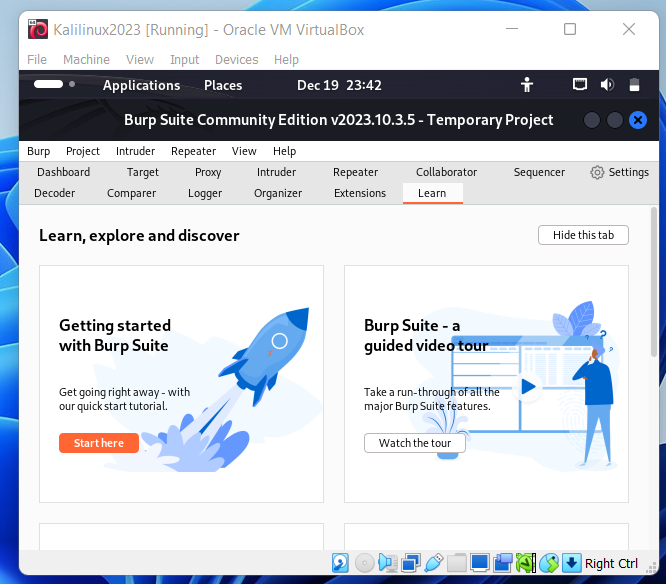 Kalilinux2023 [Running] - Oracle VM VirtualBox
File Machine View Input Devices Help
Applications Places Dec 19 23:42
Burp Suite Community Edition v2023.10.3.5 - Temporary Project
Burp Project Intruder Repeater View Help
Dashboard Target Proxy Intruder Repeater Collaborator Sequencer Settings
Decoder Comparer Logger Organizer Extensions Learn
Learn, explore and discover
Hide this tab
Getting started
with Burp Suite
Get going right away - with
our quick start tutorial.
Start here
Burp Suite - a
guided video tour
Take a run-through of all the
major Burp Suite features.
Watch the tour
Right Ctrl